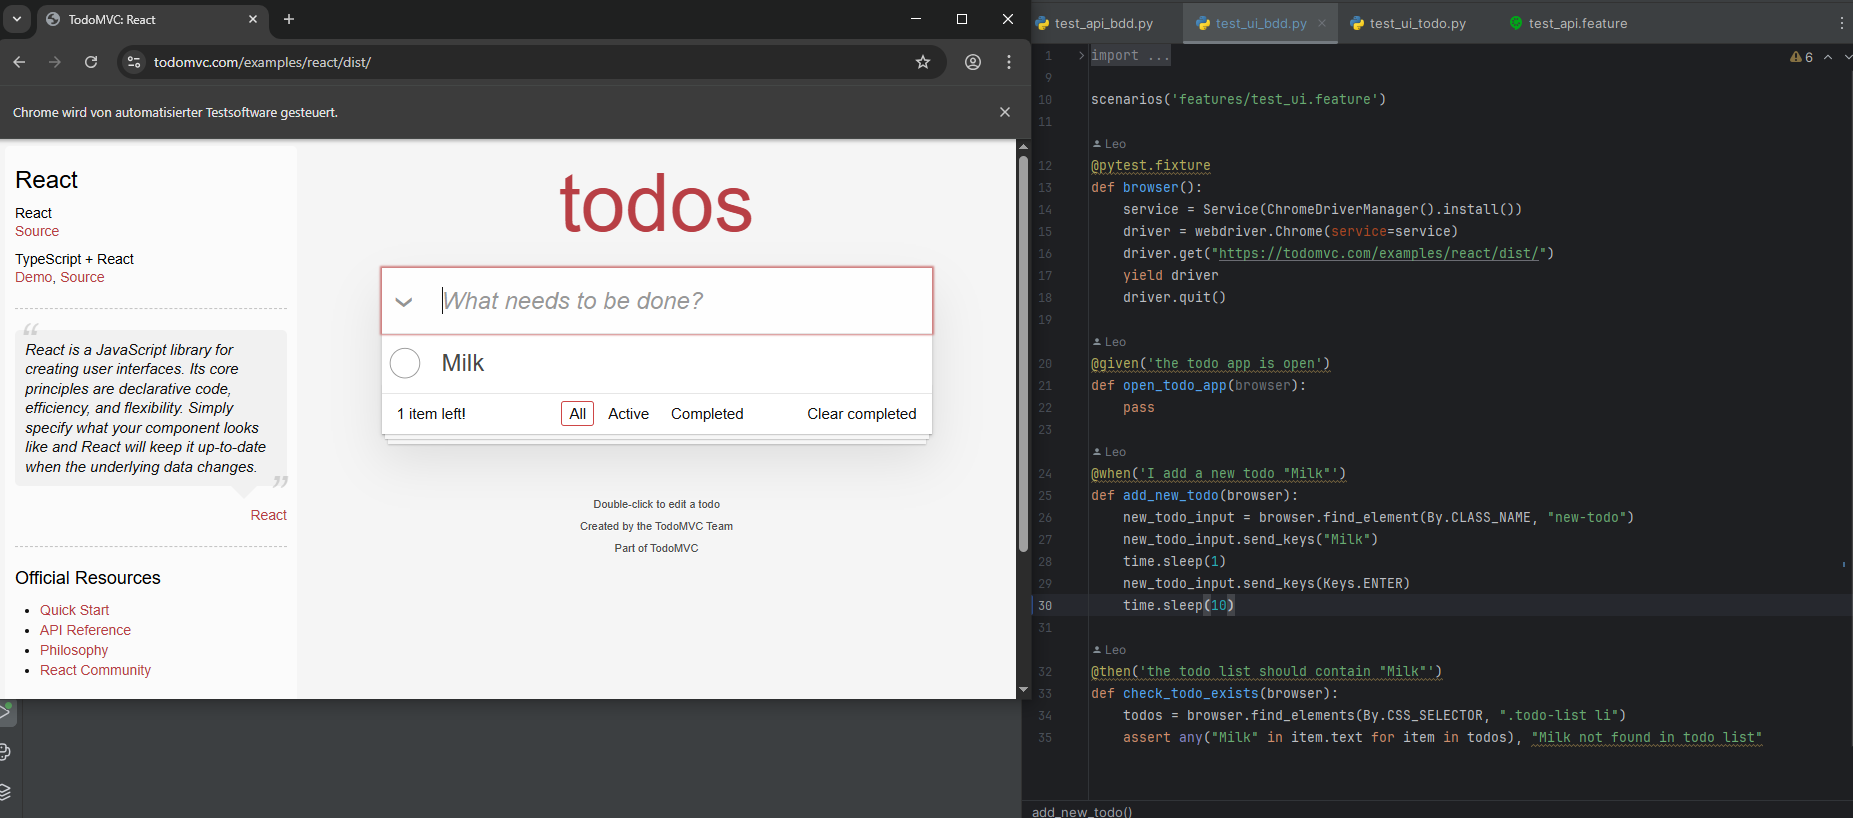 TodoMVC: React
todomvc.com/examples/react/dist/
Chrome wird von automatisierter Testsoftware gesteuert.
React
React
Source
TypeScript + React
Demo, Source
“
React is a JavaScript library for
creating user interfaces. Its core
principles are declarative code,
efficiency, and flexibility. Simply
specify what your component looks
like and React will keep it up-to-date
when the underlying data changes.
”
React
Official Resources
• Quick Start
• API Reference
• Philosophy
• React Community
todos
What needs to be done?
Milk
1 item left! All Active Completed Clear completed
Double-click to edit a todo
Created by the TodoMVC Team
Part of TodoMVC
test_api_bdd.py test_ui_bdd.py test_ui_todo.py test_api.feature
6
1 import ...
9
10 scenarios('features/test_ui.feature')
11
Leo
12 @pytest.fixture
13 def browser():
14 service = Service(ChromeDriverManager().install())
15 driver = webdriver.Chrome(service=service)
16 driver.get("https://todomvc.com/examples/react/dist/")
17 yield driver
18 driver.quit()
19
Leo
20 @given('the todo app is open')
21 def open_todo_app(browser):
22 pass
23
Leo
24 @when('I add a new todo "Milk"')
25 def add_new_todo(browser):
26 new_todo_input = browser.find_element(By.CLASS_NAME, "new-todo")
27 new_todo_input.send_keys("Milk")
28 time.sleep(1)
29 new_todo_input.send_keys(Keys.ENTER)
30 time.sleep(10)
31
Leo
32 @then('the todo list should contain "Milk"')
33 def check_todo_exists(browser):
34 todos = browser.find_elements(By.CSS_SELECTOR, ".todo-list li")
35 assert any("Milk" in item.text for item in todos), "Milk not found in todo list"
add_new_todo()